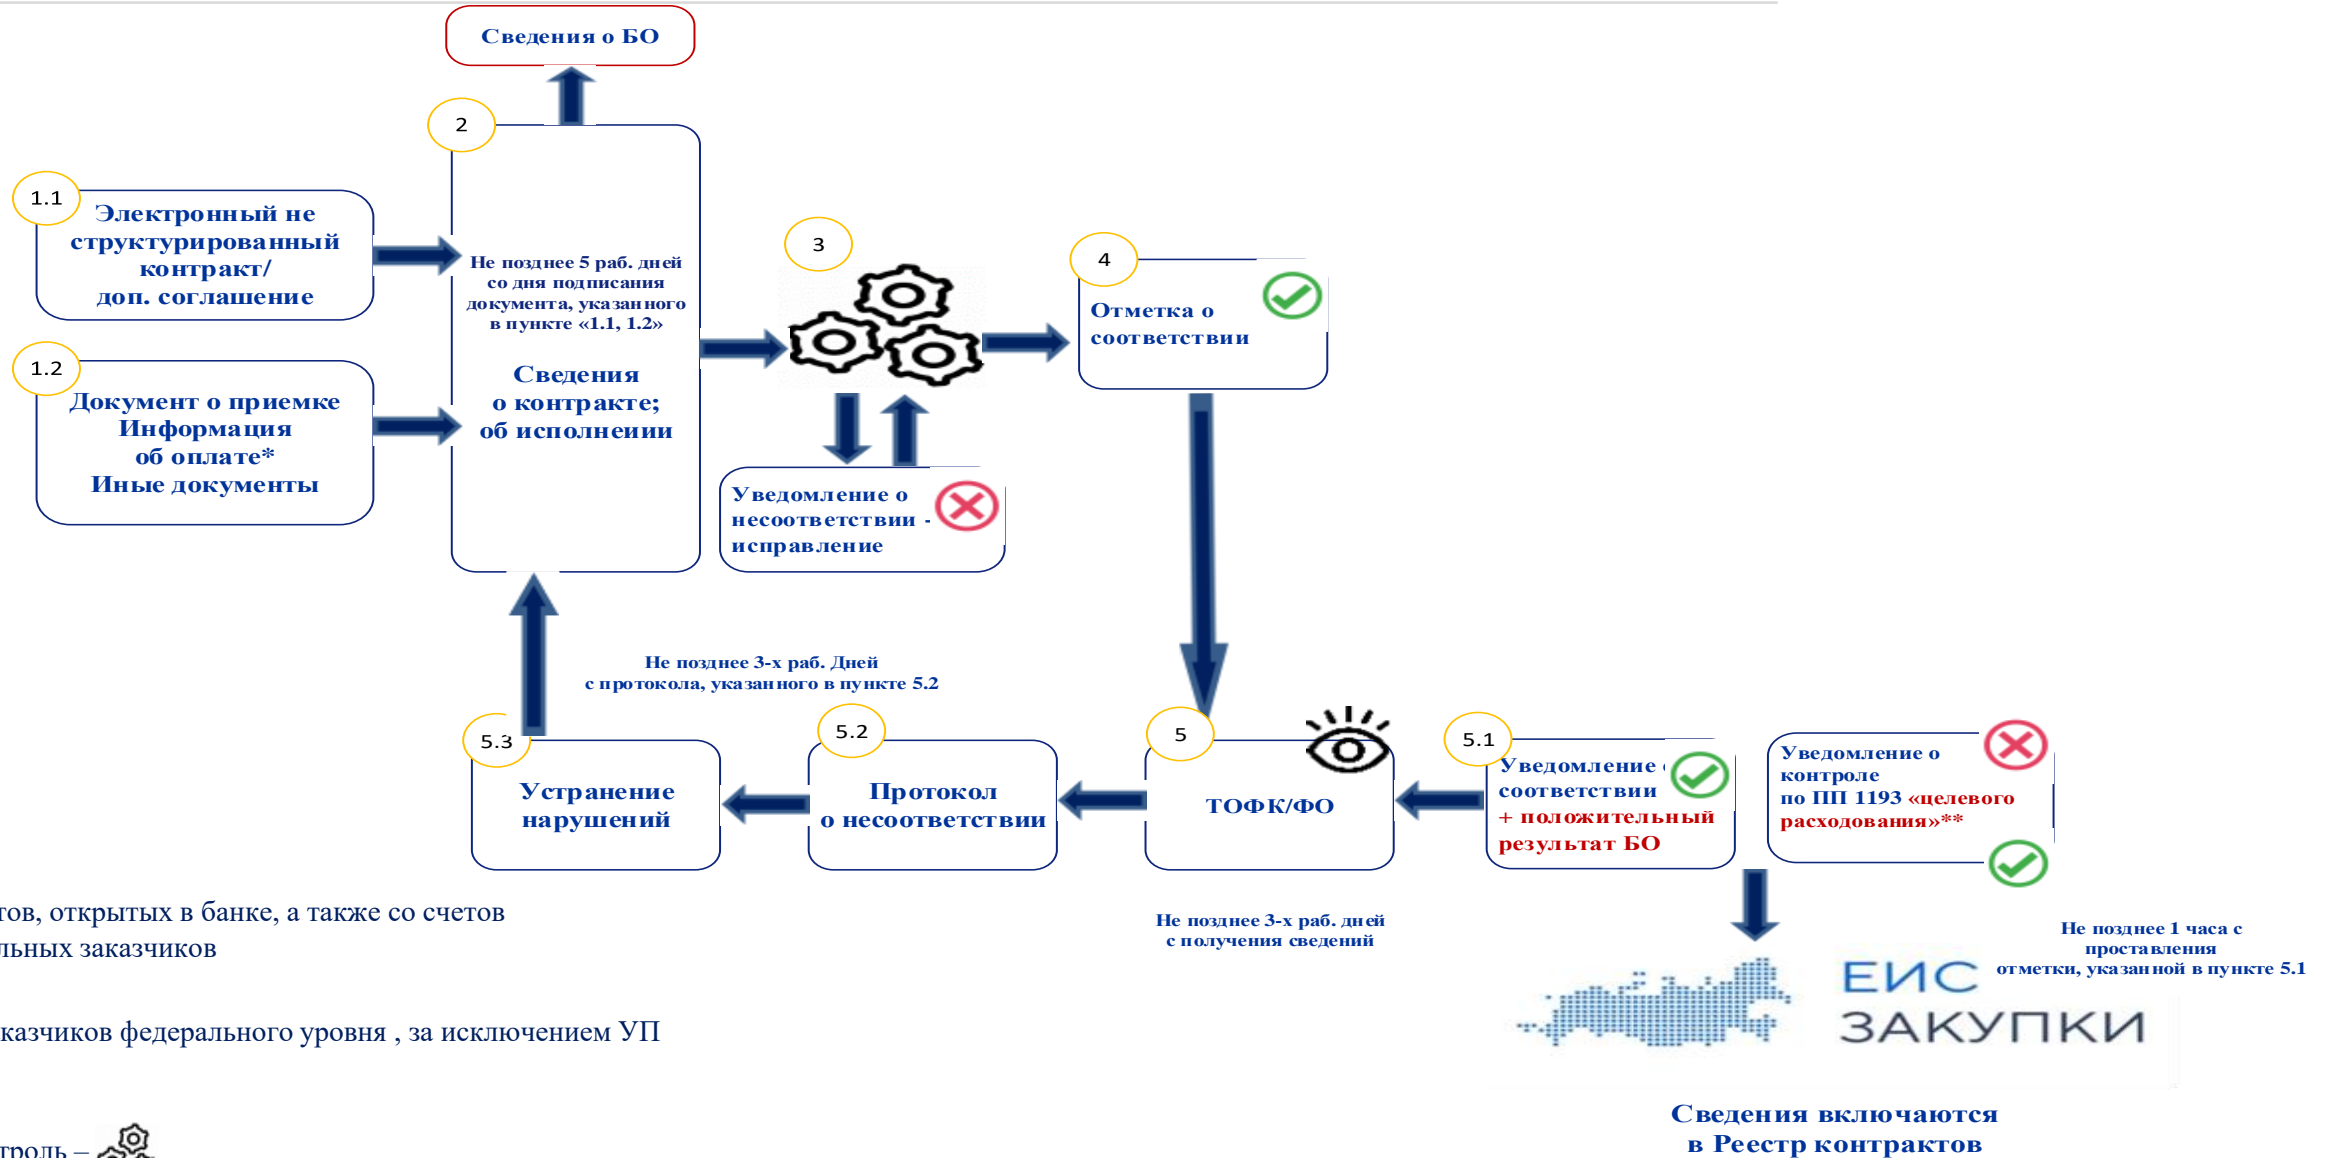 Сведения о БО
2
1.1
Электронный не
структурированный
контракт/
доп. соглашение
1.2
Документ о приемке
Информация
об оплате*
Иные документы
Не позднее 5 раб. дней
со дня подписания
документа, указанного
в пункте «1.1, 1.2»
Сведения
о контракте;
об исполнении
3
4
Отметка о
соответствии
Уведомление о
несоответствии -
исправление
Не позднее 3-х раб. Дней
с протокола, указанного в пункте 5.2
5.3
Устранение
нарушений
5.2
Протокол
о несоответствии
5
ТОФК/ФО
5.1
Уведомление
соответствии
+ положительный
результат БО
Уведомление о
контроле
по ПП 1193 «целевого
расходования»**
Не позднее 3-х раб. дней
с получения сведений
Не позднее 1 часа с
проставления
отметки, указанной в пункте 5.1
ЕИС
ЗАКУПКИ
Сведения включаются
в Реестр контрактов
тов, открытых в банке, а также со счетов
льных заказчиков
казчиков федерального уровня , за исключением УП
троль –